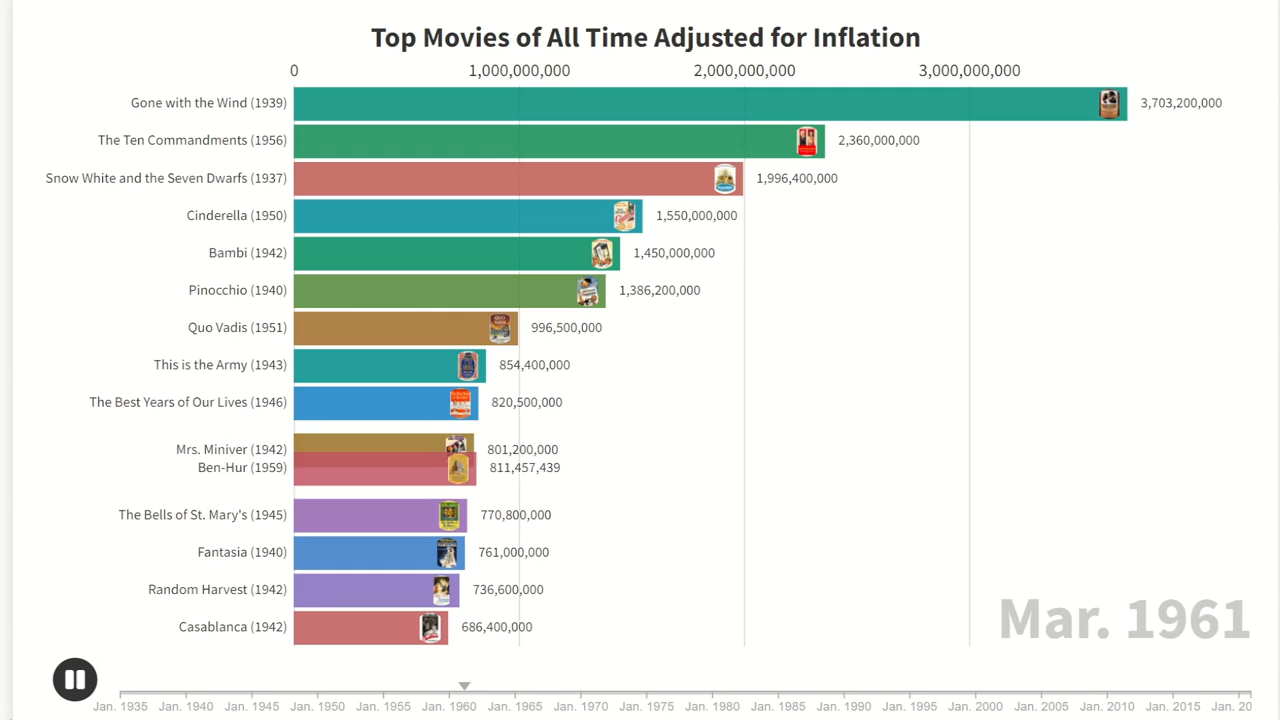 Top Movies of All Time Adjusted for Inflation
0 1,000,000,000 2,000,000,000 3,000,000,000
Gone with the Wind (1939) 3,703,200,000
The Ten Commandments (1956) 2,360,000,000
Snow White and the Seven Dwarfs (1937) 1,996,400,000
Cinderella (1950) 1,550,000,000
Bambi (1942) 1,450,000,000
Pinocchio (1940) 1,386,200,000
Quo Vadis (1951) 996,500,000
This is the Army (1943) 854,400,000
The Best Years of Our Lives (1946) 820,500,000
Mrs. Miniver (1942) 801,200,000
Ben-Hur (1959) 811,457,439
The Bells of St. Mary's (1945) 770,800,000
Fantasia (1940) 761,000,000
Random Harvest (1942) 736,600,000
Casablanca (1942) 686,400,000
Mar. 1961
Jan. 1935 Jan. 1940 Jan. 1945 Jan. 1950 Jan. 1955 Jan. 1960 Jan. 1965 Jan. 1970 Jan. 1975 Jan. 1980 Jan. 1985 Jan. 1990 Jan. 1995 Jan. 2000 Jan. 2005 Jan. 2010 Jan. 2015 Jan. 20